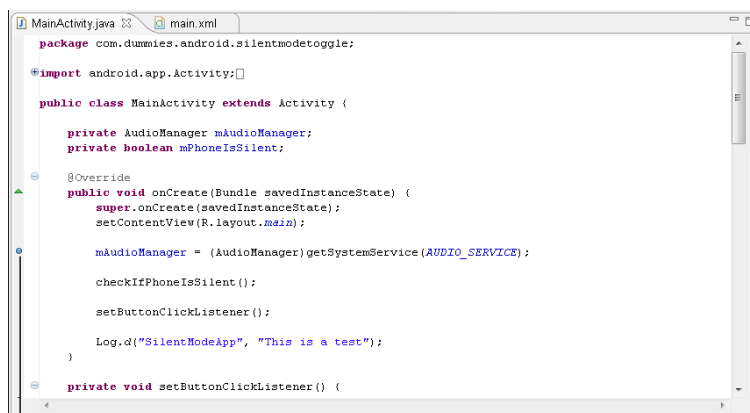 MainActivity.java main.xml
package com.dummies.android.silentmodetoggle;
import android.app.Activity;
public class MainActivity extends Activity {
private AudioManager mAudioManager;
private boolean mPhoneIsSilent;
@Override
public void onCreate(Bundle savedInstanceState) {
super.onCreate(savedInstanceState);
setContentView(R.layout.main);
mAudioManager = (AudioManager)getSystemService(AUDIO_SERVICE);
checkIfPhoneIsSilent();
setButtonClickListener();
Log.d("SilentModeApp", "This is a test");
}
private void setButtonClickListener() {